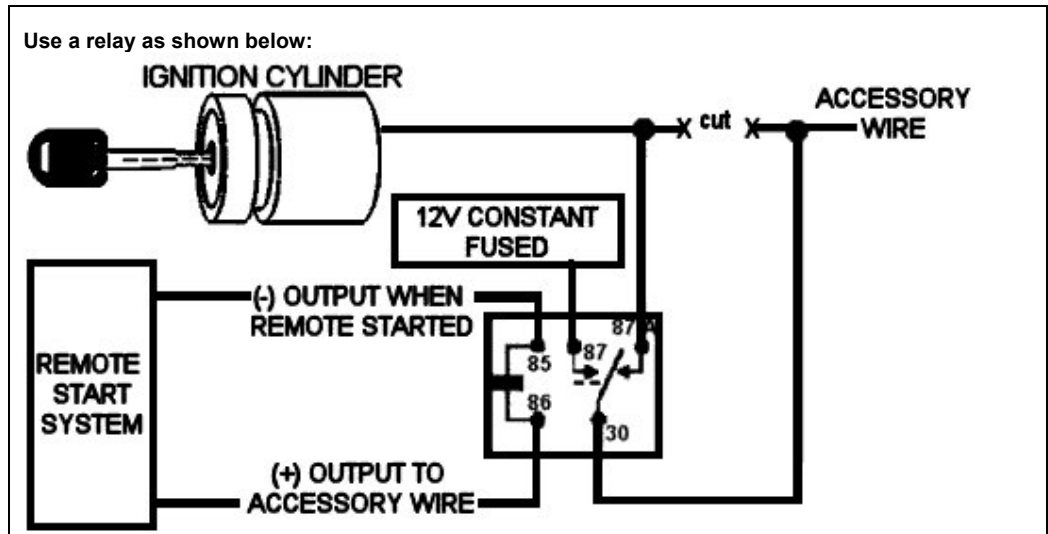 Use a relay as shown below:
IGNITION CYLINDER
ACCESSORY
WIRE
X cut X
12V CONSTANT
FUSED
(-) OUTPUT WHEN
REMOTE STARTED
REMOTE
START
SYSTEM
87A
87
85
86
30
(+) OUTPUT TO
ACCESSORY WIRE